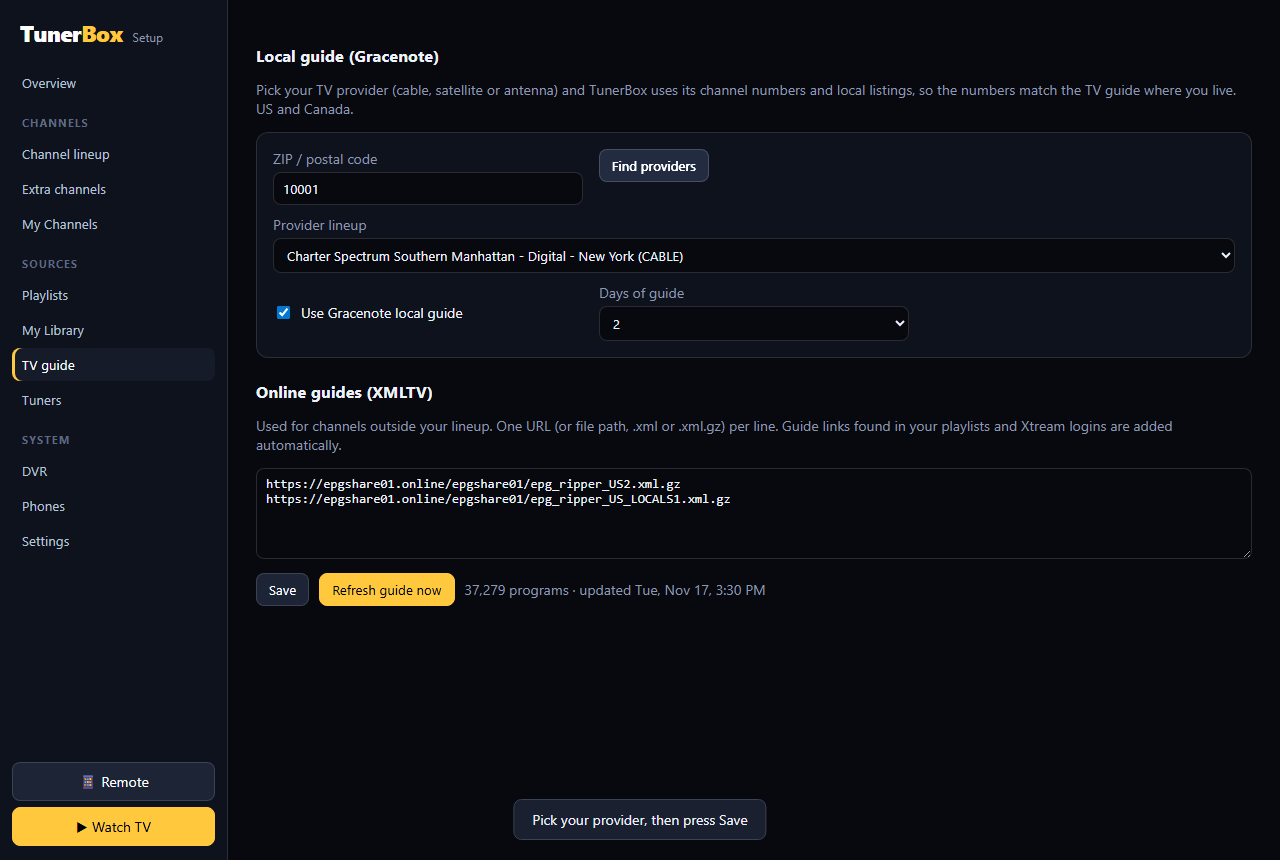 TunerBox Setup
Overview
CHANNELS
Channel lineup
Extra channels
My Channels
SOURCES
Playlists
My Library
TV guide
Tuners
SYSTEM
DVR
Phones
Settings
Remote
▶ Watch TV
Local guide (Gracenote)
Pick your TV provider (cable, satellite or antenna) and TunerBox uses its channel numbers and local listings, so the numbers match the TV guide where you live.
US and Canada.
ZIP / postal code
10001
Find providers
Provider lineup
Charter Spectrum Southern Manhattan - Digital - New York (CABLE)
Use Gracenote local guide
Days of guide
2
Online guides (XMLTV)
Used for channels outside your lineup. One URL (or file path, .xml or .xml.gz) per line. Guide links found in your playlists and Xtream logins are added
automatically.
https://epgshare01.online/epgshare01/epg_ripper_US2.xml.gz
https://epgshare01.online/epgshare01/epg_ripper_US_LOCALS1.xml.gz
Save
Refresh guide now
37,279 programs · updated Tue, Nov 17, 3:30 PM
Pick your provider, then press Save